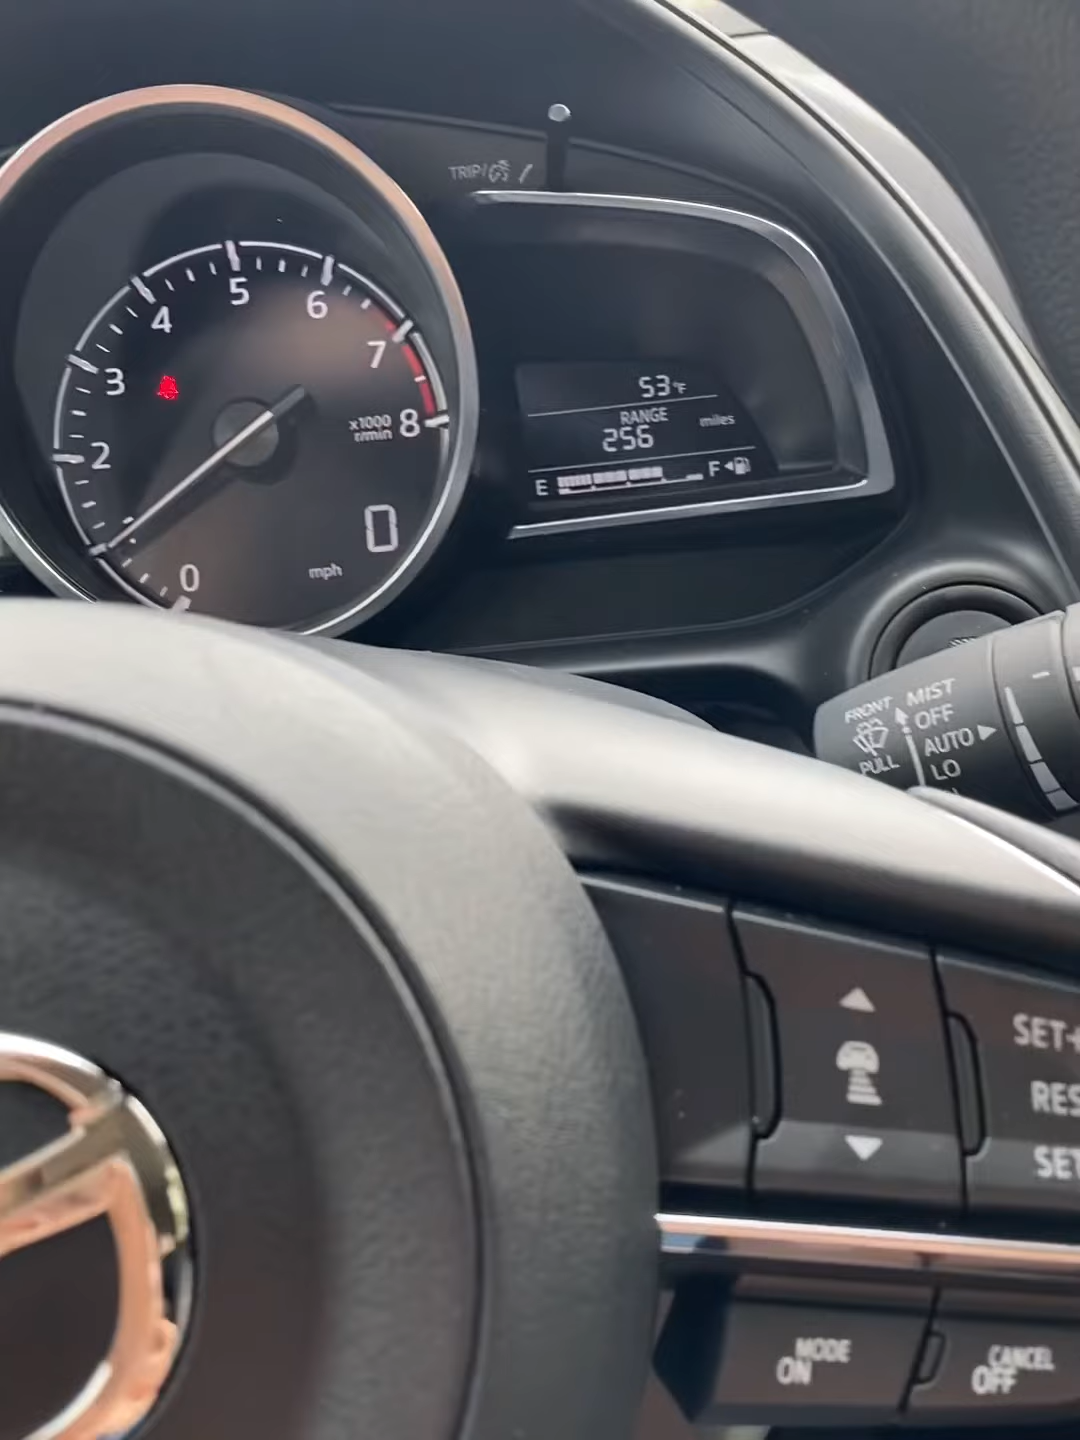 TRIP/
5
6
4
7
3
x1000
r/min
8
2
0
0
mph
53°F
RANGE
256 miles
E F
FRONT
MIST
OFF
AUTO
PULL
LO
SET+
RES
SET
MODE
ON
CANCEL
OFF